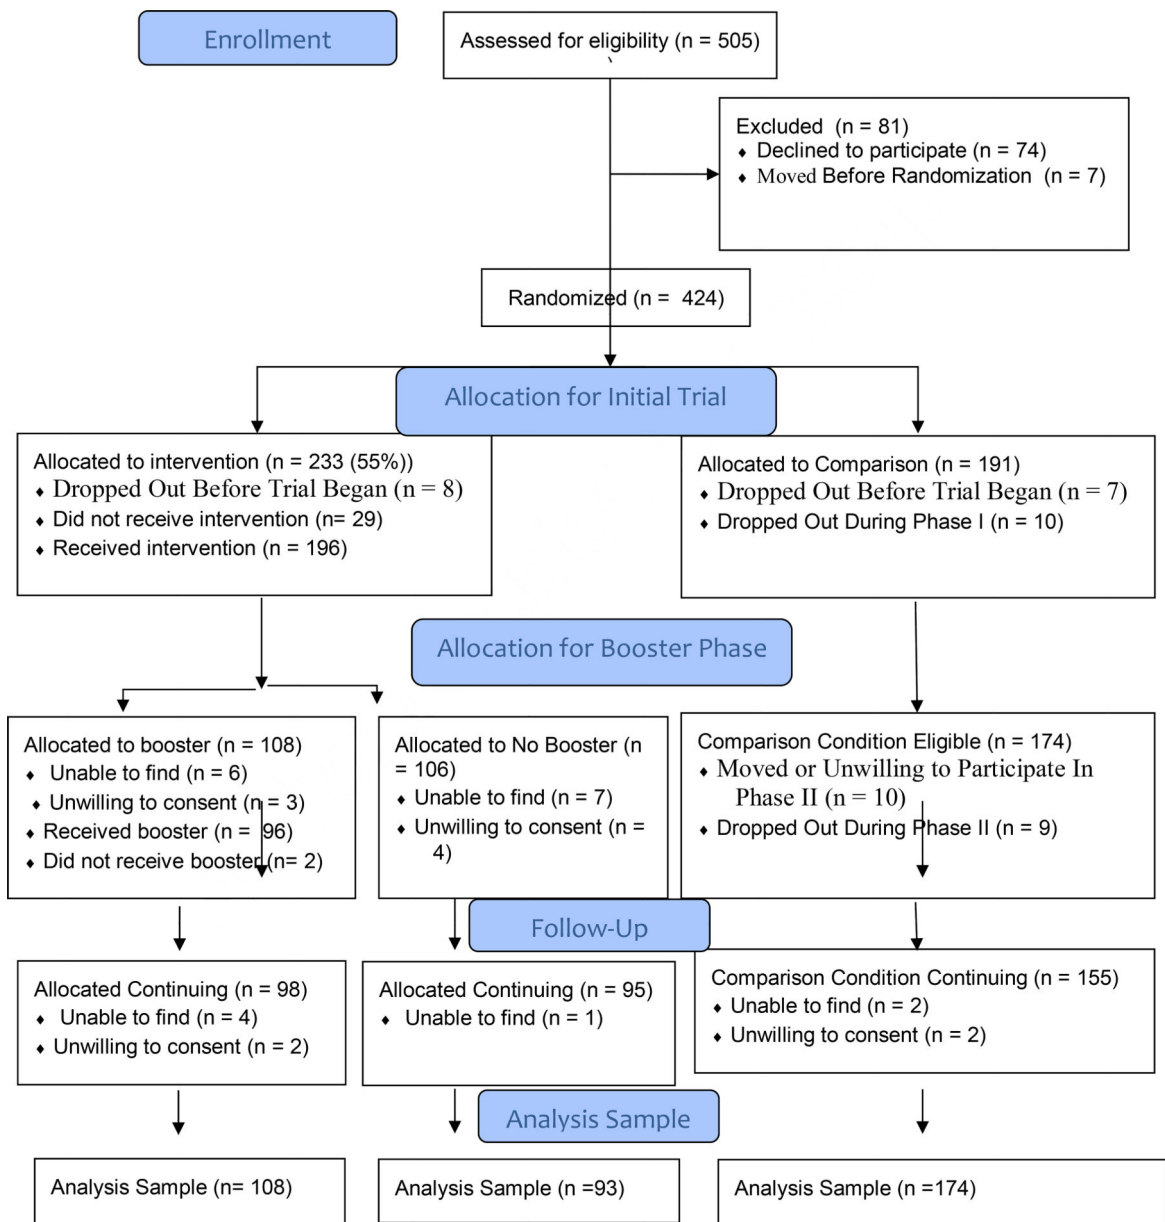 Enrollment
Assessed for eligibility (n = 505)
Excluded (n = 81)
♦ Declined to participate (n = 74)
♦ Moved Before Randomization (n = 7)
Randomized (n = 424)
Allocation for Initial Trial
Allocated to intervention (n = 233 (55%))
♦ Dropped Out Before Trial Began (n = 8)
♦ Did not receive intervention (n= 29)
♦ Received intervention (n = 196)
Allocated to Comparison (n = 191)
♦ Dropped Out Before Trial Began (n = 7)
♦ Dropped Out During Phase I (n = 10)
Allocation for Booster Phase
Allocated to booster (n = 108)
♦ Unable to find (n = 6)
♦ Unwilling to consent (n = 3)
♦ Received booster (n = 96)
♦ Did not receive booster (n= 2)
Allocated to No Booster (n
= 106)
♦ Unable to find (n = 7)
♦ Unwilling to consent (n =
4)
Comparison Condition Eligible (n = 174)
♦ Moved or Unwilling to Participate In
Phase II (n = 10)
♦ Dropped Out During Phase II (n = 9)
Follow-Up
Allocated Continuing (n = 98)
♦ Unable to find (n = 4)
♦ Unwilling to consent (n = 2)
Allocated Continuing (n = 95)
♦ Unable to find (n = 1)
Comparison Condition Continuing (n = 155)
♦ Unable to find (n = 2)
♦ Unwilling to consent (n = 2)
Analysis Sample
Analysis Sample (n= 108)
Analysis Sample (n =93)
Analysis Sample (n =174)